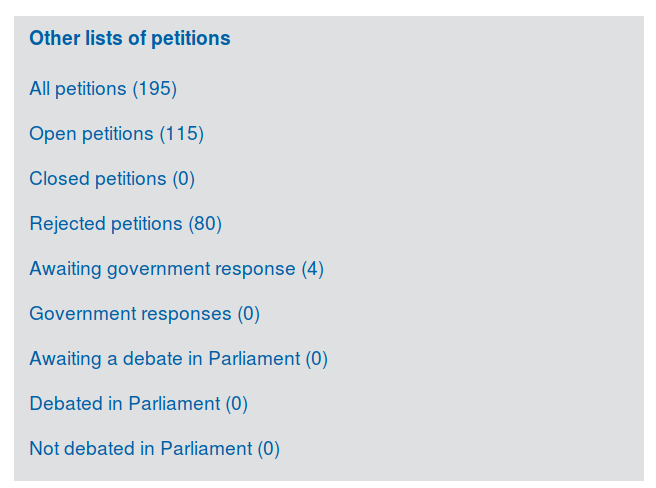 Other lists of petitions
All petitions (195)
Open petitions (115)
Closed petitions (0)
Rejected petitions (80)
Awaiting government response (4)
Government responses (0)
Awaiting a debate in Parliament (0)
Debated in Parliament (0)
Not debated in Parliament (0)